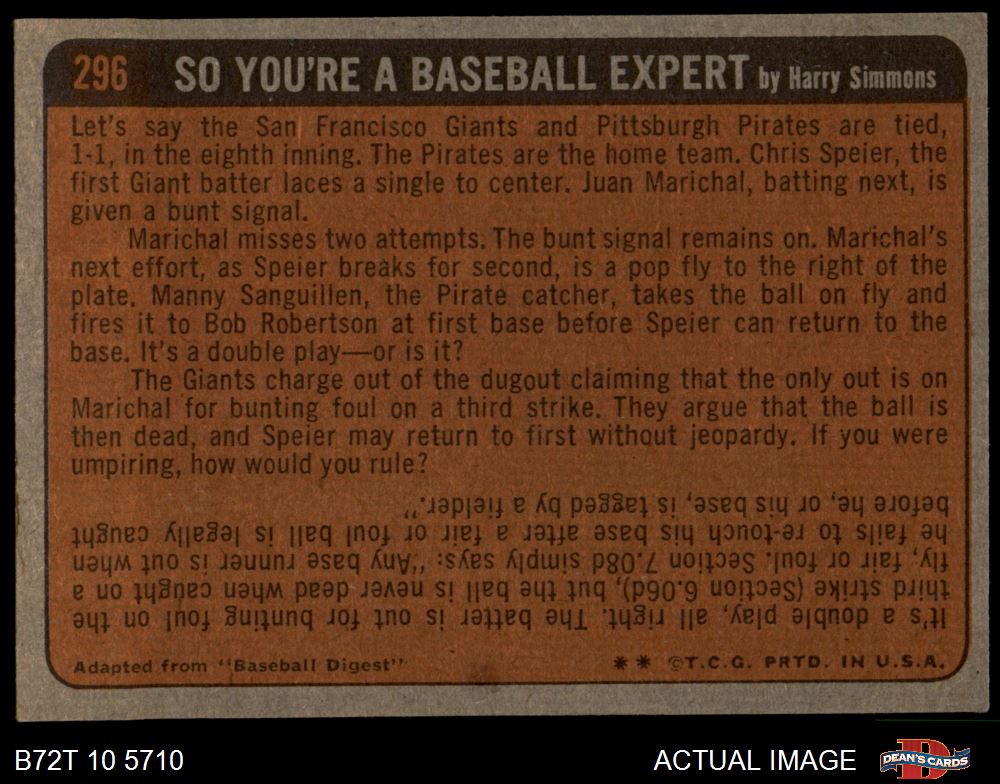 296 SO YOU'RE A BASEBALL EXPERT by Harry Simmons
Let's say the San Francisco Giants and Pittsburgh Pirates are tied,
1-1, in the eighth inning. The Pirates are the home team. Chris Speier, the
first Giant batter laces a single to center. Juan Marichal, batting next, is
given a bunt signal.
Marichal misses two attempts. The bunt signal remains on. Marichal's
next effort, as Speier breaks for second, is a pop fly to the right of the
plate. Manny Sanguillen, the Pirate catcher, takes the ball on fly and
fires it to Bob Robertson at first base before Speier can return to the
base. It's a double play—or is it?
The Giants charge out of the dugout claiming that the only out is on
Marichal for bunting foul on a third strike. They argue that the ball is
then dead, and Speier may return to first without jeopardy. If you were
umpiring, how would you rule?
It's a double play, all right. The batter is out for bunting foul on the
third strike (Section 6.06d), but the ball is never dead when caught on a
fly, fair or foul. Section 7.08d simply says: "Any base runner is out when
he fails to re-touch his base after a fair or foul ball is legally caught
before he, or his base, is tagged by a fielder."
Adapted from "Baseball Digest" ** ©T.C.G. PRTD. IN U.S.A.
B72T 10 5710 ACTUAL IMAGE DEAN'S CARDS